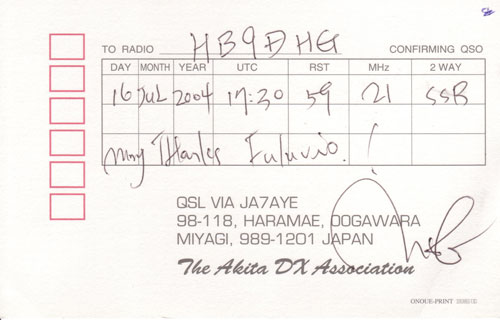 TO RADIO HB9DHG CONFIRMING QSO
DAY MONTH YEAR UTC RST MHz 2 WAY
16 JUL 2004 17:30 59 21 SSB
Many THanks Fuluvio. !
QSL VIA JA7AYE
98-118, HARAMAE, OOGAWARA
MIYAGI, 989-1201 JAPAN
The Akita DX Association
ONOUE-PRINT